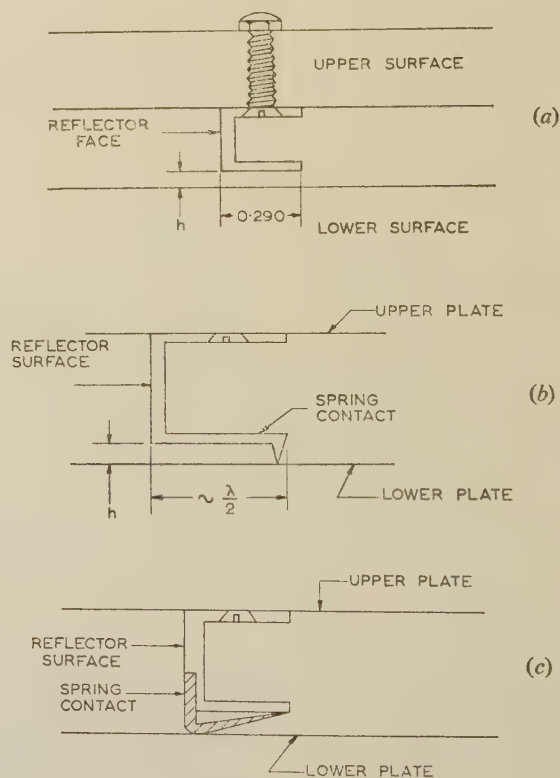 UPPER SURFACE
(a)
REFLECTOR
FACE
h
0·290
LOWER SURFACE
UPPER PLATE
REFLECTOR
SURFACE
(b)
SPRING
CONTACT
h
~ λ/2
LOWER PLATE
UPPER PLATE
REFLECTOR
SURFACE
(c)
SPRING
CONTACT
LOWER PLATE